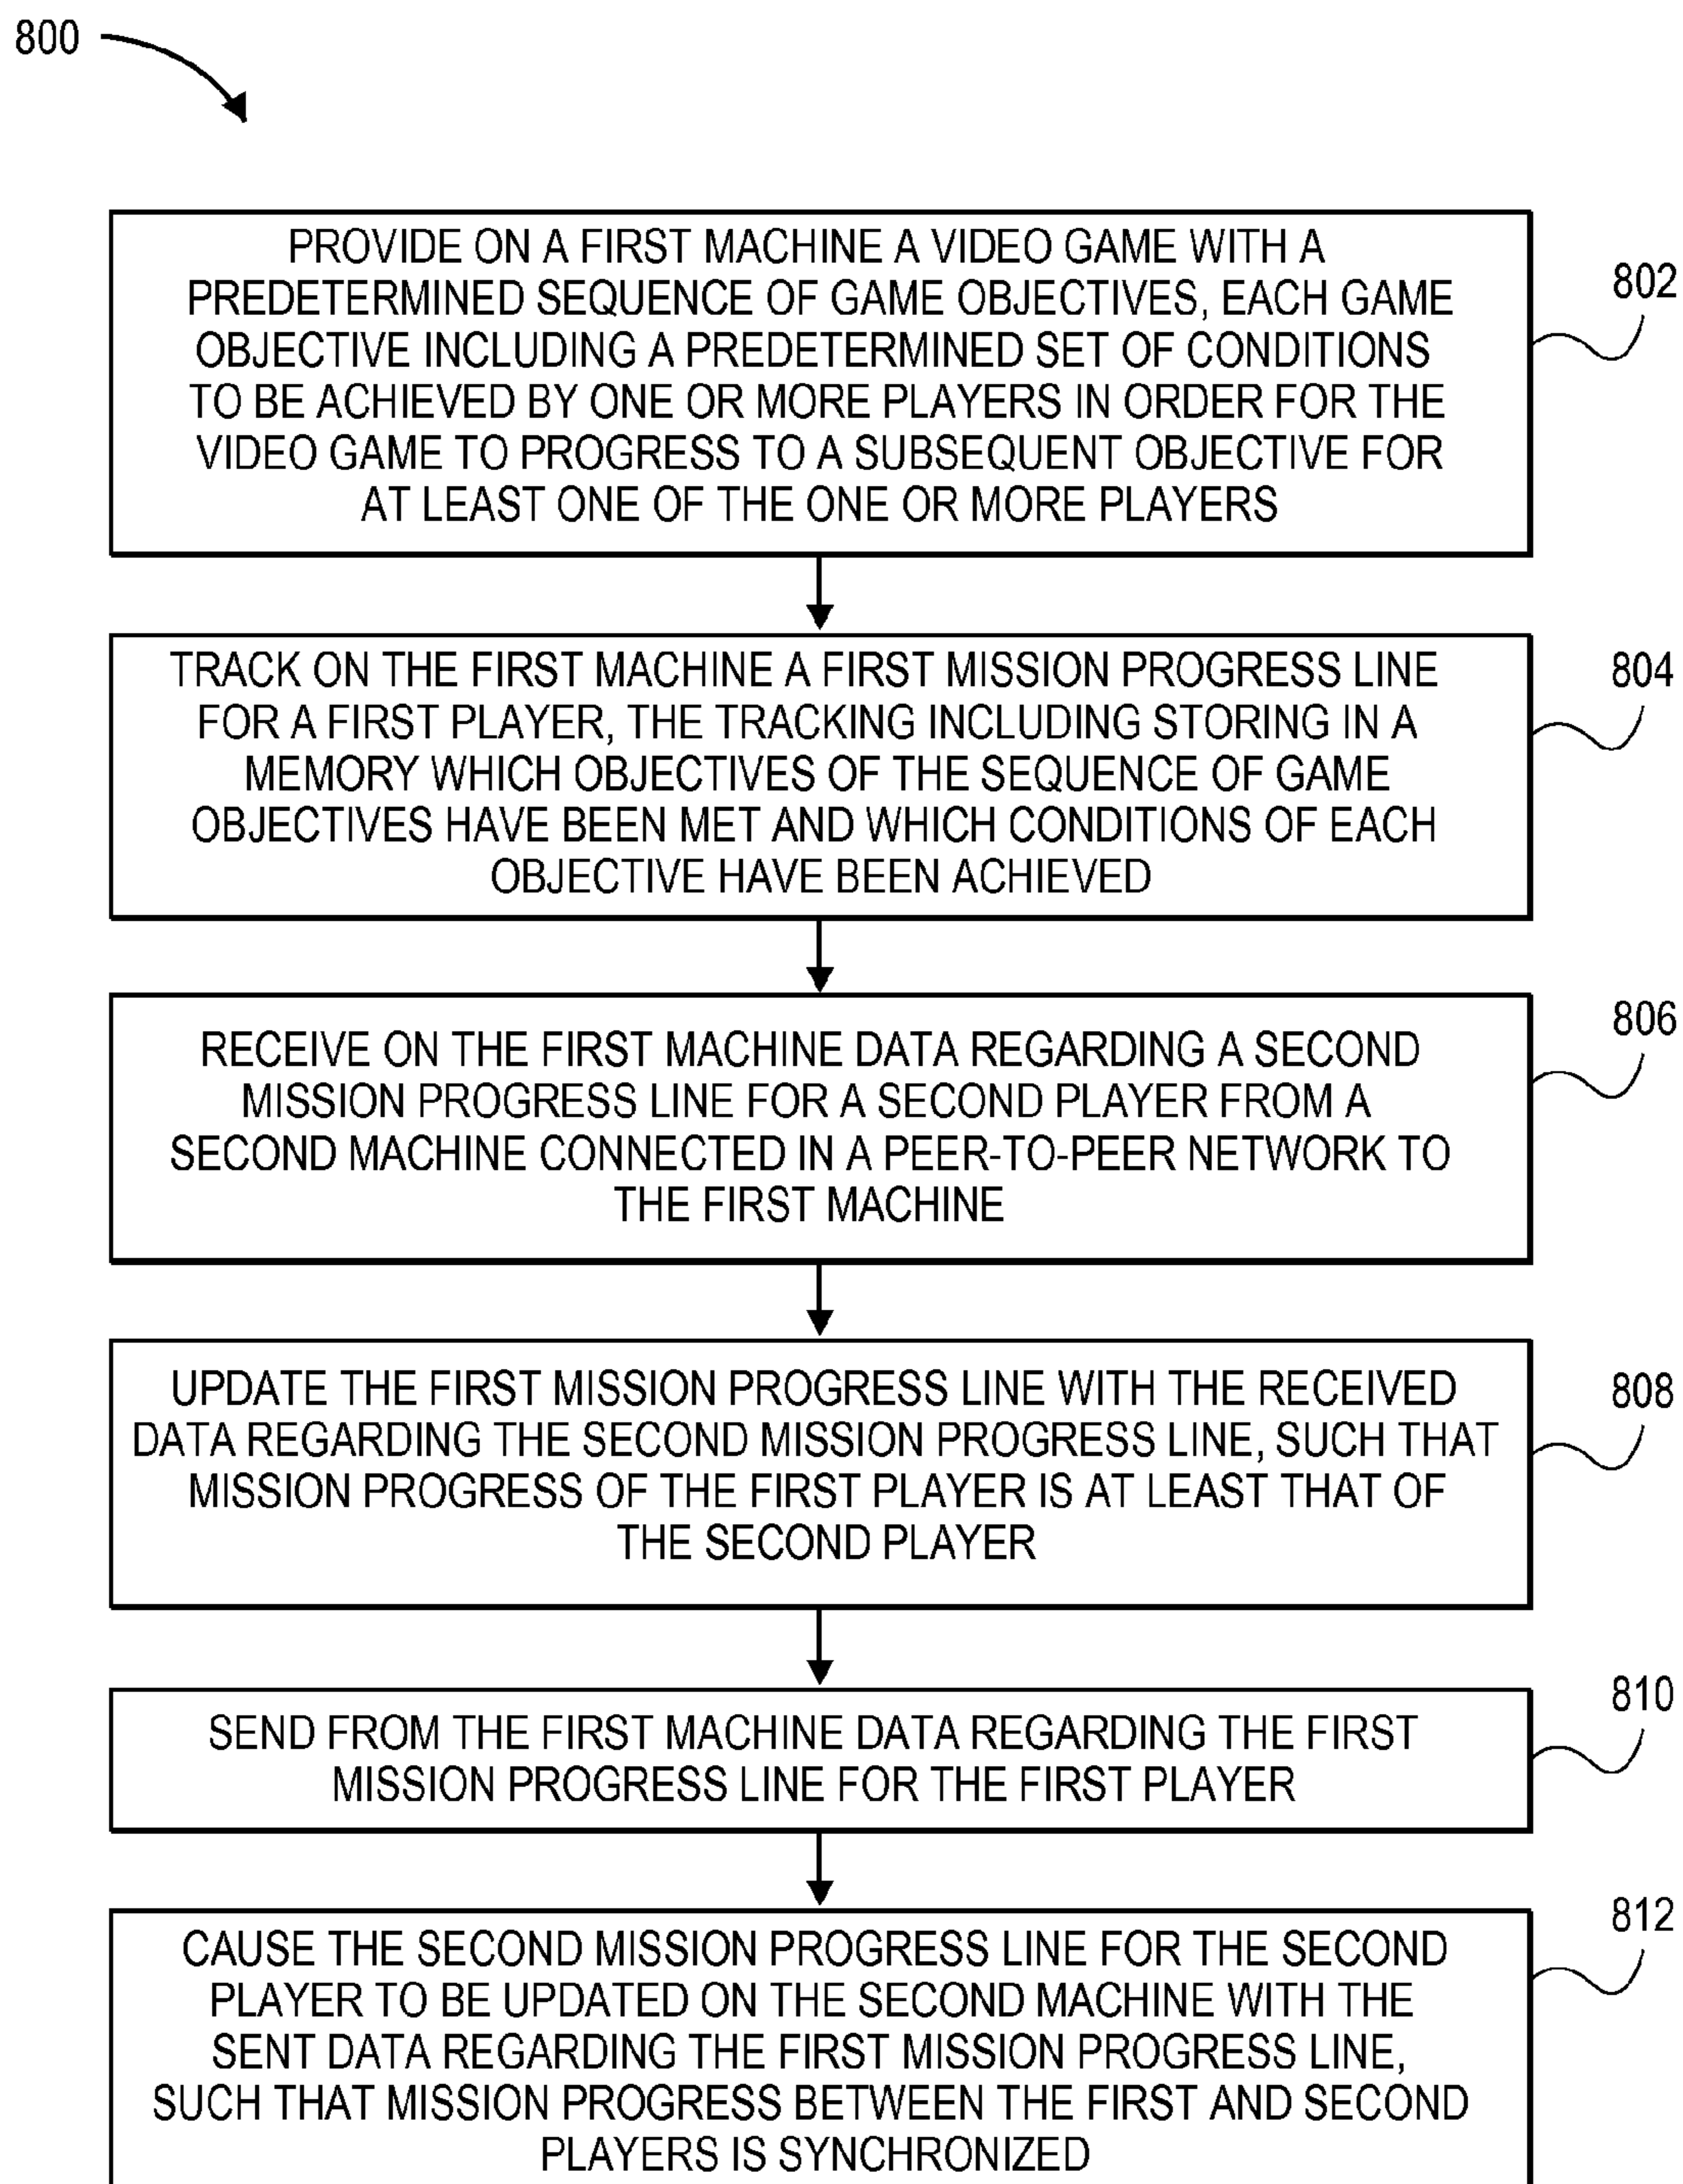 800
PROVIDE ON A FIRST MACHINE A VIDEO GAME WITH A
PREDETERMINED SEQUENCE OF GAME OBJECTIVES, EACH GAME
OBJECTIVE INCLUDING A PREDETERMINED SET OF CONDITIONS
TO BE ACHIEVED BY ONE OR MORE PLAYERS IN ORDER FOR THE
VIDEO GAME TO PROGRESS TO A SUBSEQUENT OBJECTIVE FOR
AT LEAST ONE OF THE ONE OR MORE PLAYERS
802
TRACK ON THE FIRST MACHINE A FIRST MISSION PROGRESS LINE
FOR A FIRST PLAYER, THE TRACKING INCLUDING STORING IN A
MEMORY WHICH OBJECTIVES OF THE SEQUENCE OF GAME
OBJECTIVES HAVE BEEN MET AND WHICH CONDITIONS OF EACH
OBJECTIVE HAVE BEEN ACHIEVED
804
RECEIVE ON THE FIRST MACHINE DATA REGARDING A SECOND
MISSION PROGRESS LINE FOR A SECOND PLAYER FROM A
SECOND MACHINE CONNECTED IN A PEER-TO-PEER NETWORK TO
THE FIRST MACHINE
806
UPDATE THE FIRST MISSION PROGRESS LINE WITH THE RECEIVED
DATA REGARDING THE SECOND MISSION PROGRESS LINE, SUCH THAT
MISSION PROGRESS OF THE FIRST PLAYER IS AT LEAST THAT OF
THE SECOND PLAYER
808
SEND FROM THE FIRST MACHINE DATA REGARDING THE FIRST
MISSION PROGRESS LINE FOR THE FIRST PLAYER
810
CAUSE THE SECOND MISSION PROGRESS LINE FOR THE SECOND
PLAYER TO BE UPDATED ON THE SECOND MACHINE WITH THE
SENT DATA REGARDING THE FIRST MISSION PROGRESS LINE,
SUCH THAT MISSION PROGRESS BETWEEN THE FIRST AND SECOND
PLAYERS IS SYNCHRONIZED
812